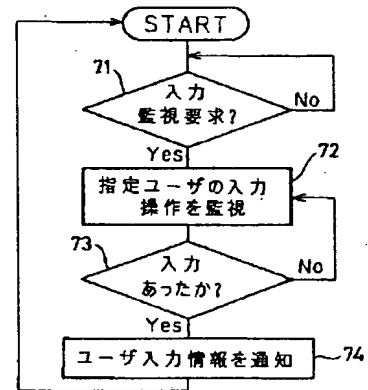 START
71
入力
監視要求?
No
Yes
72
指定ユーザの入力
操作を監視
73
入力
あったか?
No
Yes
ユーザ入力情報を通知
74